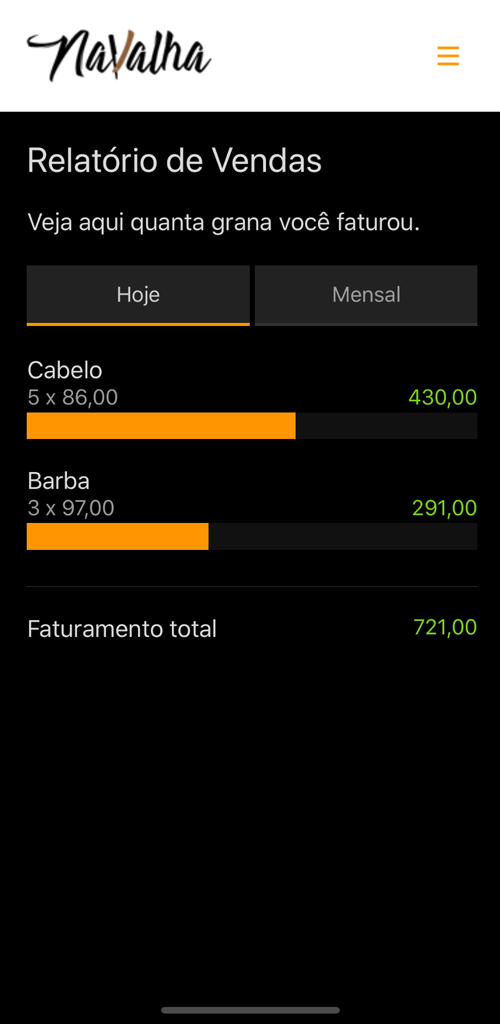 Navalha
Relatório de Vendas
Veja aqui quanta grana você faturou.
Hoje
Mensal
Cabelo
5 x 86,00
430,00
Barba
3 x 97,00
291,00
Faturamento total
721,00